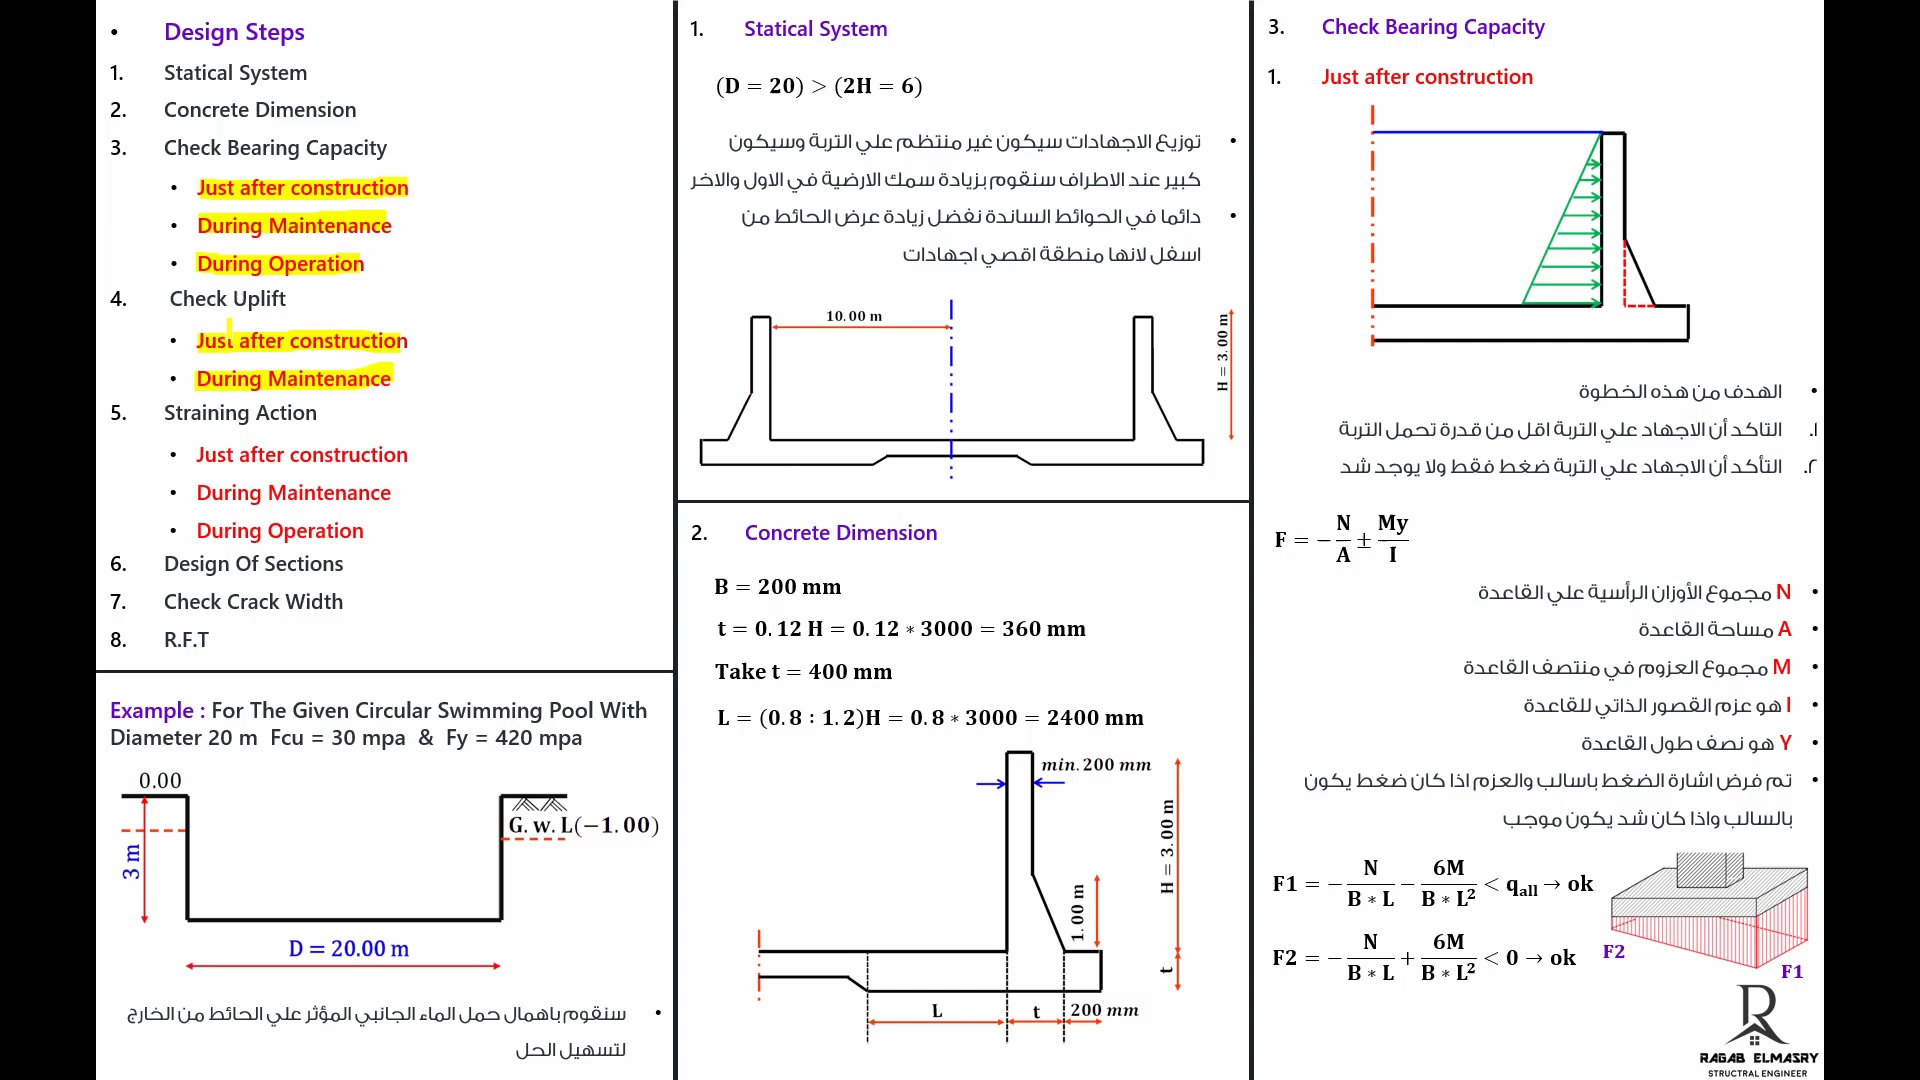 • Design Steps
1. Statical System
2. Concrete Dimension
3. Check Bearing Capacity
• Just after construction
• During Maintenance
• During Operation
4. Check Uplift
• Just after construction
• During Maintenance
5. Straining Action
• Just after construction
• During Maintenance
• During Operation
6. Design Of Sections
7. Check Crack Width
8. R.F.T
Example : For The Given Circular Swimming Pool With
Diameter 20 m Fcu = 30 mpa & Fy = 420 mpa
0.00
G.w.L(−1.00)
3 m
D = 20.00 m
• سنقوم باهمال حمل الماء الجانبي المؤثر علي الحائط من الخارج
لتسهيل الحل
1. Statical System
(D = 20) > (2H = 6)
• توزيع الاجهادات سيكون غير منتظم علي التربة وسيكون
كبير عند الاطراف سنقوم بزيادة سمك الارضية في الاول والاخر
• دائما في الحوائط الساندة نفضل زيادة عرض الحائط من
اسفل لانها منطقة اقصي اجهادات
10.00 m
H = 3.00 m
2. Concrete Dimension
B = 200 mm
t = 0.12 H = 0.12 * 3000 = 360 mm
Take t = 400 mm
L = (0.8 : 1.2)H = 0.8 * 3000 = 2400 mm
min.200 mm
H = 3.00 m
1.00 m
t
L
t
200 mm
3. Check Bearing Capacity
1. Just after construction
• الهدف من هذه الخطوة
١. التاكد أن الاجهاد علي التربة اقل من قدرة تحمل التربة
٢. التأكد أن الاجهاد علي التربة ضغط فقط ولا يوجد شد
F = − N/A ± My/I
• N مجموع الأوزان الرأسية علي القاعدة
• A مساحة القاعدة
• M مجموع العزوم في منتصف القاعدة
• I هو عزم القصور الذاتي للقاعدة
• Y هو نصف طول القاعدة
• تم فرض اشارة الضغط باسالب والعزم اذا كان ضغط يكون
بالسالب واذا كان شد يكون موجب
F1 = − N/(B * L) − 6M/(B * L²) < qall → ok
F2 = − N/(B * L) + 6M/(B * L²) < 0 → ok
F2
F1
RAGAB ELMASRY
STRUCTRAL ENGINEER